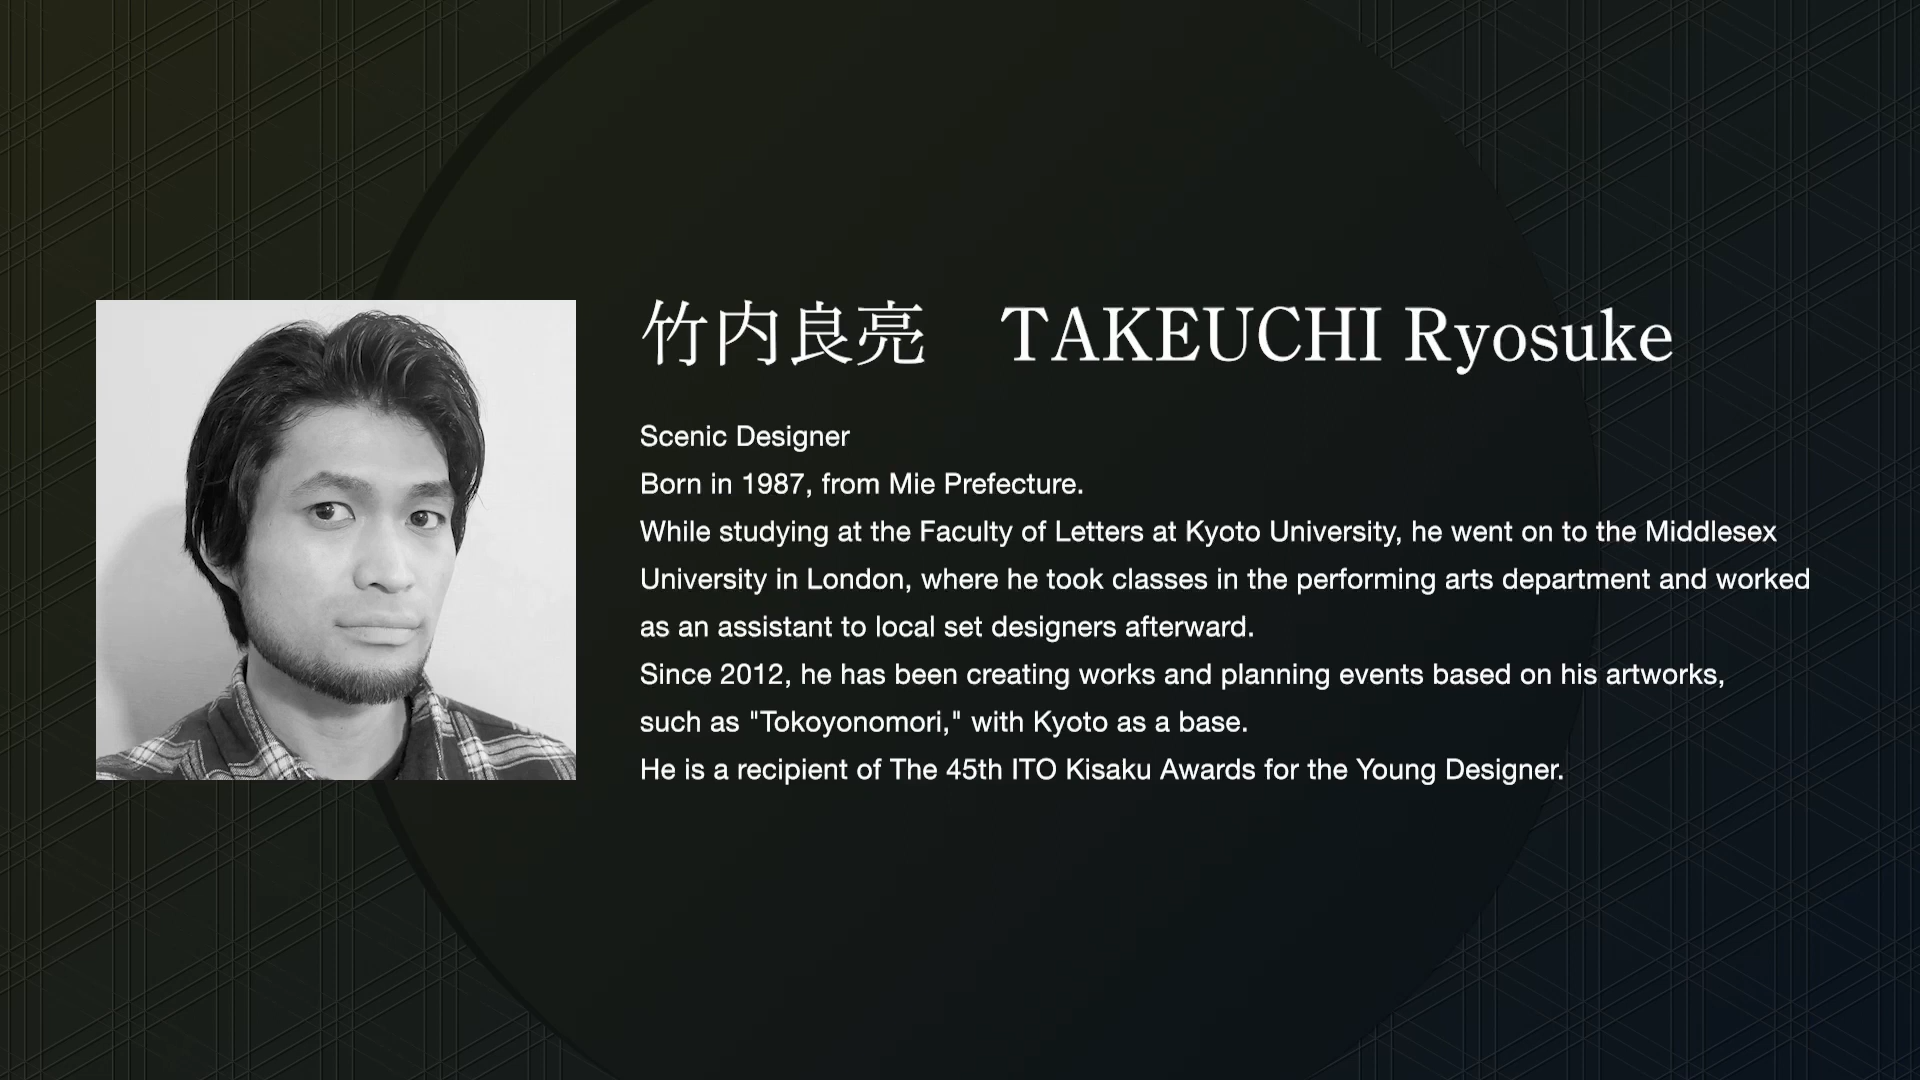 竹内良亮　TAKEUCHI Ryosuke
Scenic Designer
Born in 1987, from Mie Prefecture.
While studying at the Faculty of Letters at Kyoto University, he went on to the Middlesex
University in London, where he took classes in the performing arts department and worked
as an assistant to local set designers afterward.
Since 2012, he has been creating works and planning events based on his artworks,
such as "Tokoyonomori," with Kyoto as a base.
He is a recipient of The 45th ITO Kisaku Awards for the Young Designer.